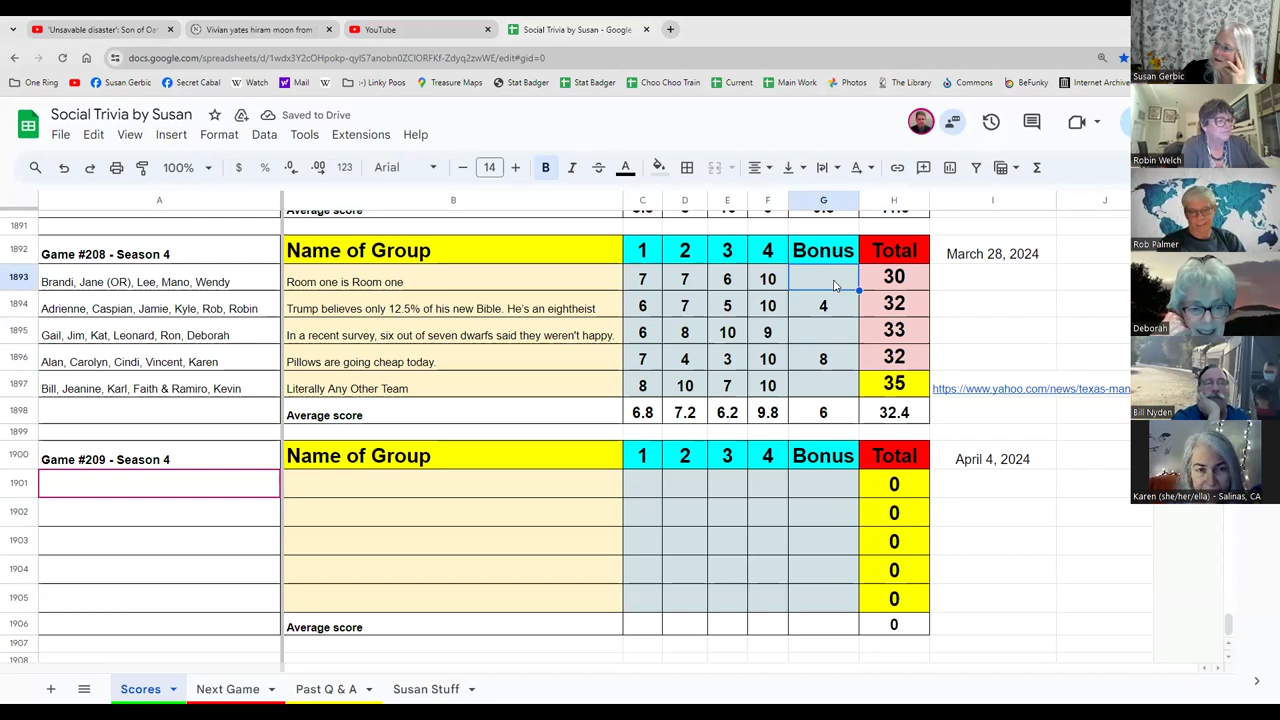 'Unsavable disaster': Son of Da
Vivian yates hiram moon from
YouTube
Social Trivia by Susan - Google
docs.google.com/spreadsheets/d/1wdx3Y2cOHpokp-qyIS7anobn0ZClOBFKf-Zdyq2zwWE/edit#gid=0
One Ring
Susan Gerbic
Secret Cabal
Watch
Mail
:-) Linky Poos
Travel Maps
Stat Badger
Stat Badger
Choo Choo Train
Current
Main Work
Photos
The Library
Commons
BeFunky
Internet Archive
Social Trivia by Susan
Saved to Drive
File Edit View Insert Format Data Tools Extensions Help
100% $ % .0 .00 123 Arial 14 B I A
A B C D E F G H I J
1891 Average score
1892 Game #208 - Season 4 Name of Group 1 2 3 4 Bonus Total March 28, 2024
1893 Brandi, Jane (OR), Lee, Mano, Wendy Room one is Room one 7 7 6 10 30
1894 Adrienne, Caspian, Jamie, Kyle, Rob, Robin Trump believes only 12.5% of his new Bible. He's an eightheist 6 7 5 10 4 32
1895 Gail, Jim, Kat, Leonard, Ron, Deborah In a recent survey, six out of seven dwarfs said they weren't happy. 6 8 10 9 33
1896 Alan, Carolyn, Cindi, Vincent, Karen Pillows are going cheap today. 7 4 3 10 8 32
1897 Bill, Jeanine, Karl, Faith & Ramiro, Kevin Literally Any Other Team 8 10 7 10 35 https://www.yahoo.com/news/texas-man
1898 Average score 6.8 7.2 6.2 9.8 6 32.4
1899
1900 Game #209 - Season 4 Name of Group 1 2 3 4 Bonus Total April 4, 2024
1901 0
1902 0
1903 0
1904 0
1905 0
1906 Average score 0
1907
1908
Scores Next Game Past Q & A Susan Stuff
Susan Gerbic
Robin Welch
Rob Palmer
Deborah
Bill Nyden
Karen (she/her/ella) - Salinas, CA